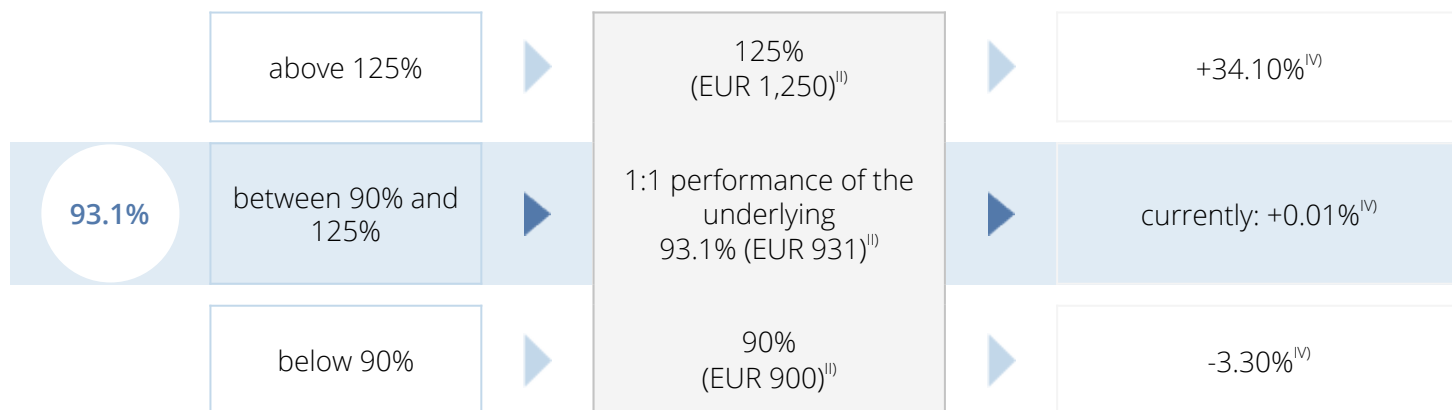 above 125%
125%
(EUR 1,250)II)
+34.10%IV)
93.1%
between 90% and
125%
1:1 performance of the
underlying
93.1% (EUR 931)II)
currently: +0.01%IV)
below 90%
90%
(EUR 900)II)
-3.30%IV)